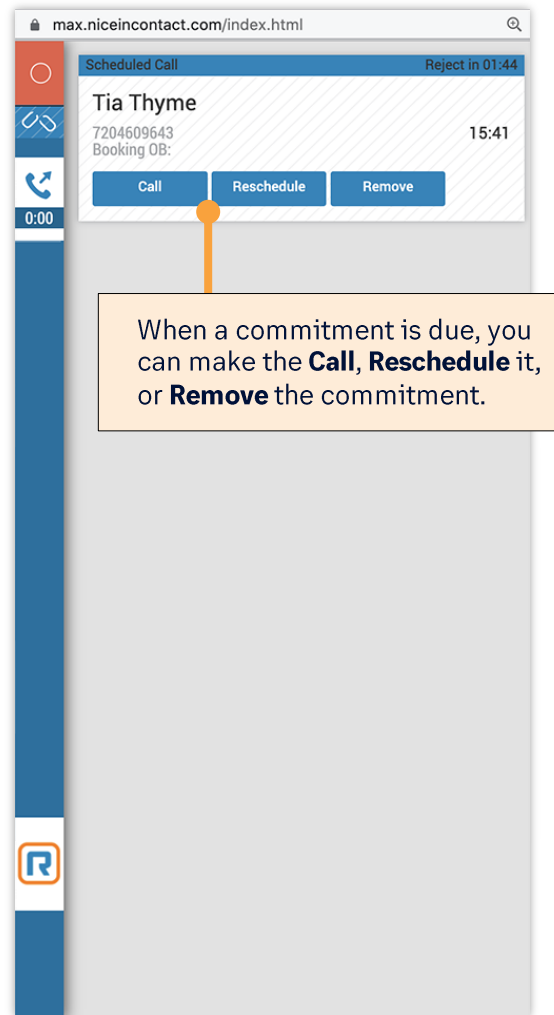 max.niceincontact.com/index.html
Scheduled Call Reject in 01:44
Tia Thyme
7204609643 15:41
Booking OB:
Call Reschedule Remove
0:00
When a commitment is due, you
can make the Call, Reschedule it,
or Remove the commitment.
R